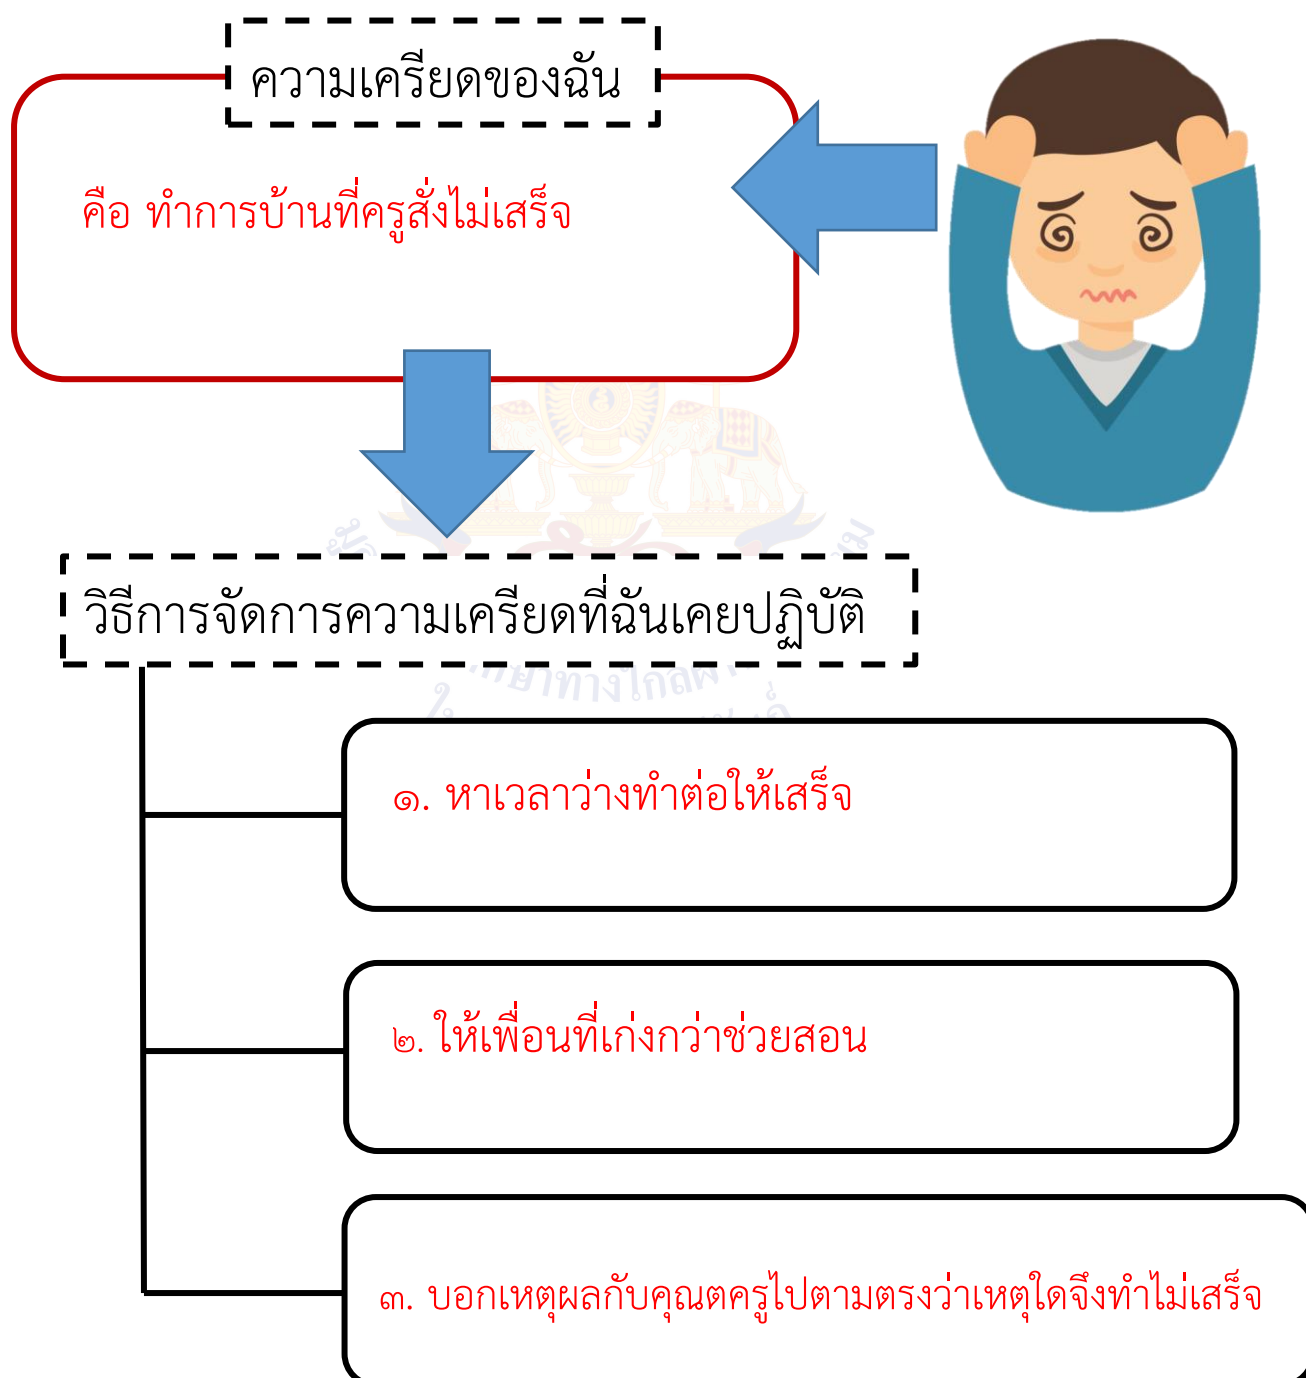 ความเครียดของฉัน
คือ ทำการบ้านที่ครูสั่งไม่เสร็จ
วิธีการจัดการความเครียดที่ฉันเคยปฏิบัติ
๑. หาเวลาว่างทำต่อให้เสร็จ
๒. ให้เพื่อนที่เก่งกว่าช่วยสอน
๓. บอกเหตุผลกับคุณตครูไปตามตรงว่าเหตุใดจึงทำไม่เสร็จ